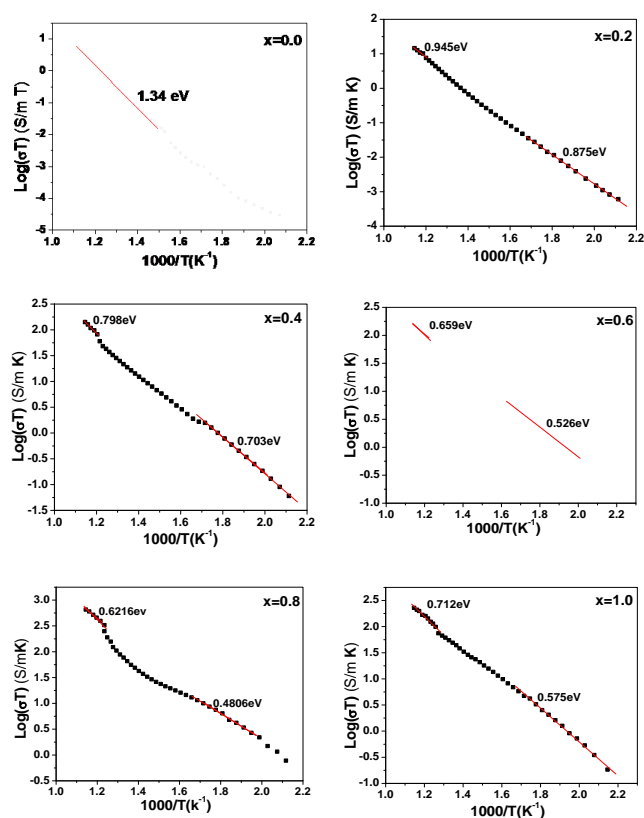 x=0.0
1.34 eV
Log(σT) (S/m T)
1
0
-1
-2
-3
-4
-5
1.0 1.2 1.4 1.6 1.8 2.0 2.2
1000/T(K-1)
x=0.2
0.945eV
0.875eV
Log(σT) (S/m K)
2
1
0
-1
-2
-3
-4
1.0 1.2 1.4 1.6 1.8 2.0 2.2
1000/T(K-1)
x=0.4
0.798eV
0.703eV
Log(σT) (S/m K)
2.5
2.0
1.5
1.0
0.5
0.0
-0.5
-1.0
-1.5
1.0 1.2 1.4 1.6 1.8 2.0 2.2
1000/T(K-1)
x=0.6
0.659eV
0.526eV
Log(σT) (S/m K)
2.5
2.0
1.5
1.0
0.5
0.0
-0.5
-1.0
1.0 1.2 1.4 1.6 1.8 2.0 2.2
1000/T(K-1)
x=0.8
0.6216ev
0.4806eV
Log(σT) (S/mK)
3.0
2.5
2.0
1.5
1.0
0.5
0.0
-0.5
1.0 1.2 1.4 1.6 1.8 2.0 2.2
1000/T(k-1)
x=1.0
0.712eV
0.575eV
Log(σT) (S/m K)
3.0
2.5
2.0
1.5
1.0
0.5
0.0
-0.5
-1.0
1.0 1.2 1.4 1.6 1.8 2.0 2.2
1000/T(K-1)